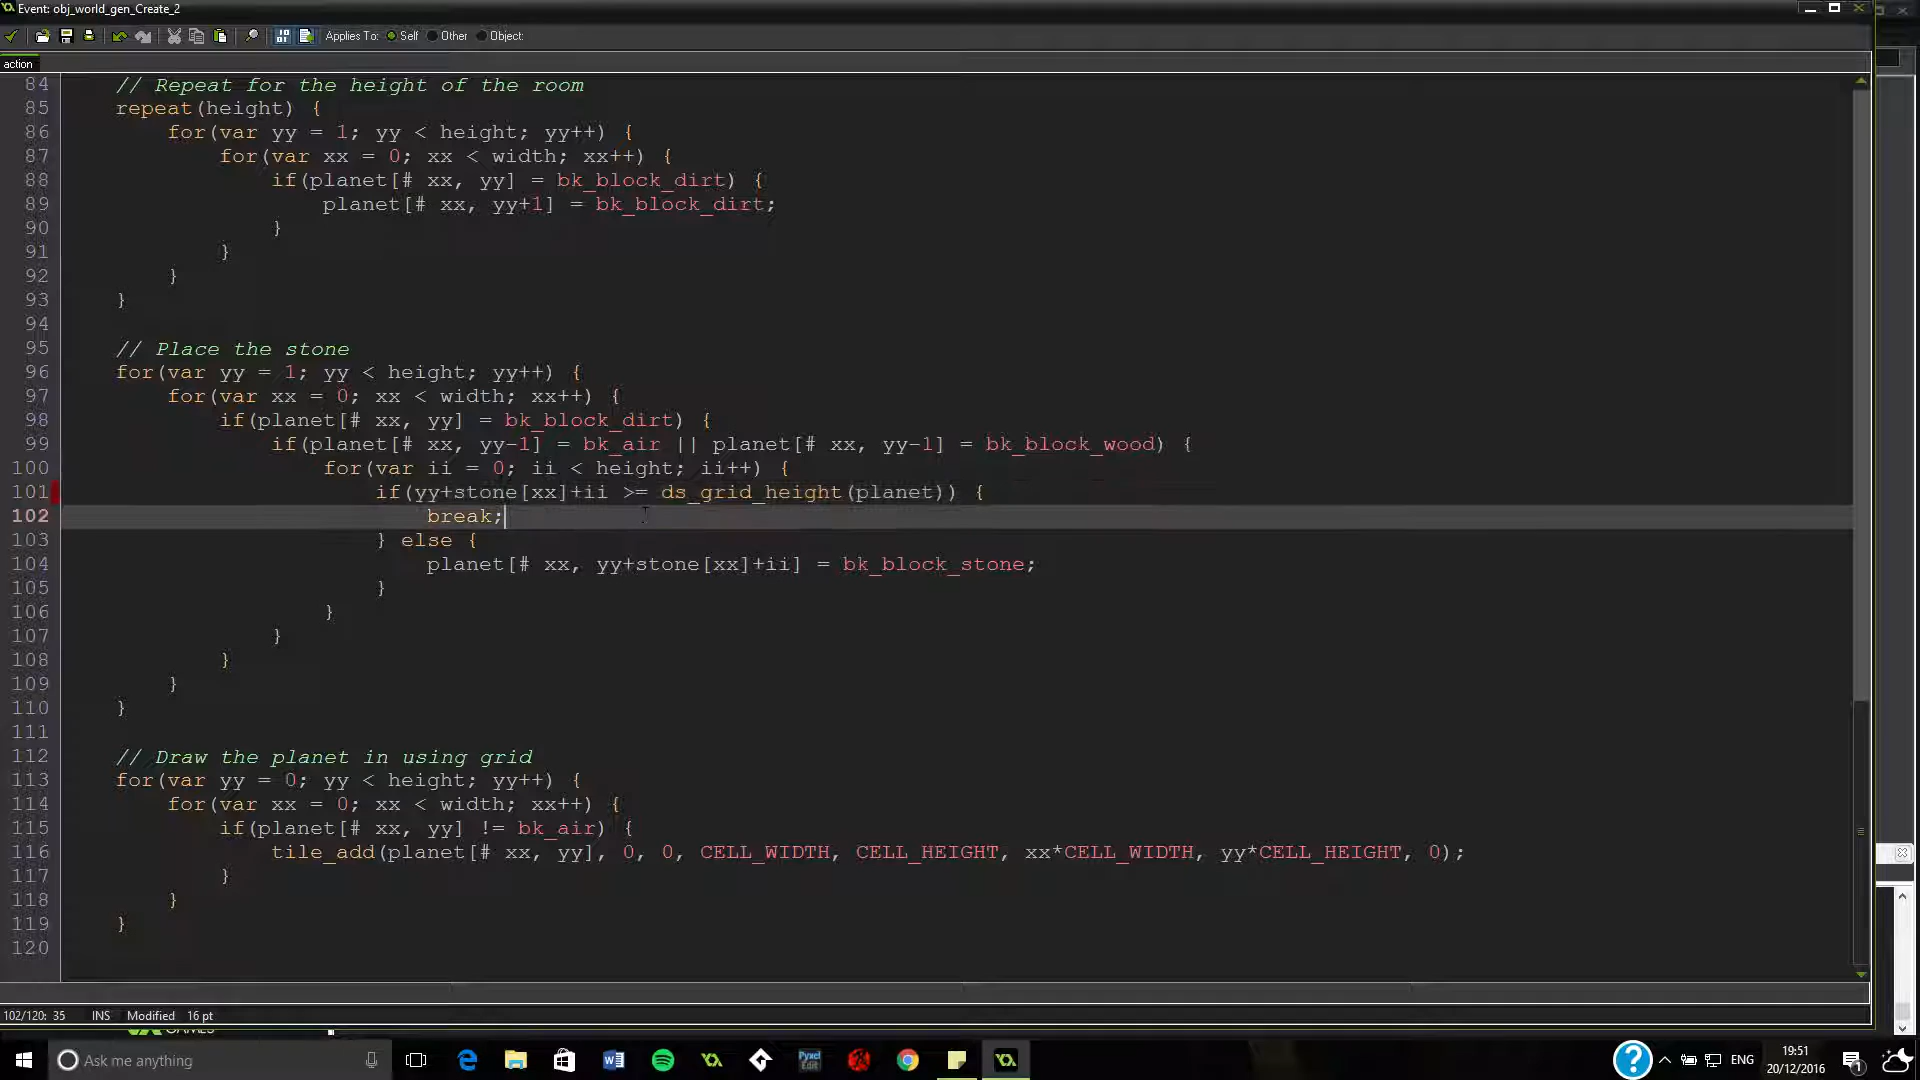 Event: obj_world_gen_Create_2
Applies To: Self Other Object:
action
84 // Repeat for the height of the room
85 repeat(height) {
86 for(var yy = 1; yy < height; yy++) {
87 for(var xx = 0; xx < width; xx++) {
88 if(planet[# xx, yy] = bk_block_dirt) {
89 planet[# xx, yy+1] = bk_block_dirt;
90 }
91 }
92 }
93 }
94
95 // Place the stone
96 for(var yy = 1; yy < height; yy++) {
97 for(var xx = 0; xx < width; xx++) {
98 if(planet[# xx, yy] = bk_block_dirt) {
99 if(planet[# xx, yy-1] = bk_air || planet[# xx, yy-1] = bk_block_wood) {
100 for(var ii = 0; ii < height; ii++) {
101 if(yy+stone[xx]+ii >= ds_grid_height(planet)) {
102 break;
103 } else {
104 planet[# xx, yy+stone[xx]+ii] = bk_block_stone;
105 }
106 }
107 }
108 }
109 }
110 }
111
112 // Draw the planet in using grid
113 for(var yy = 0; yy < height; yy++) {
114 for(var xx = 0; xx < width; xx++) {
115 if(planet[# xx, yy] != bk_air) {
116 tile_add(planet[# xx, yy], 0, 0, CELL_WIDTH, CELL_HEIGHT, xx*CELL_WIDTH, yy*CELL_HEIGHT, 0);
117 }
118 }
119 }
120
102/120: 35 INS Modified 16 pt
Ask me anything
Pyxel Edit
ENG
19:51
20/12/2016
1